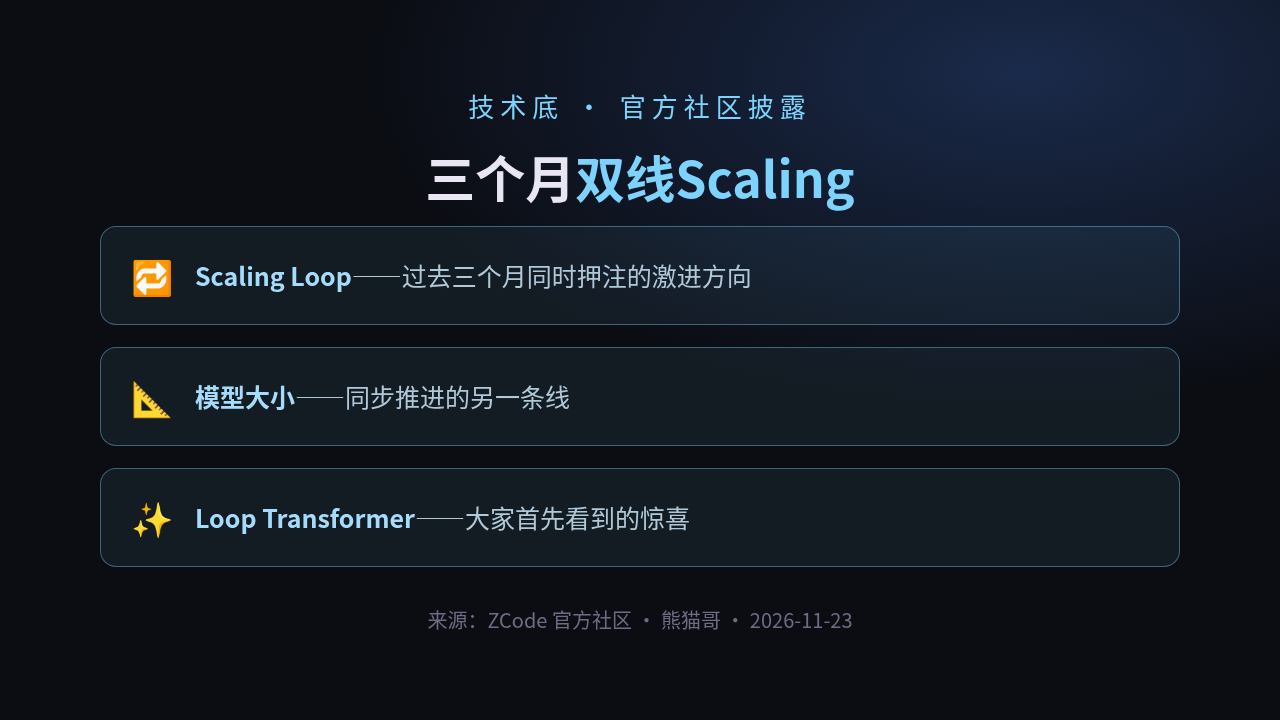 技术底 · 官方社区披露
三个月双线Scaling
Scaling Loop——过去三个月同时押注的激进方向
模型大小——同步推进的另一条线
Loop Transformer——大家首先看到的惊喜
来源：ZCode 官方社区 · 熊猫哥 · 2026-11-23